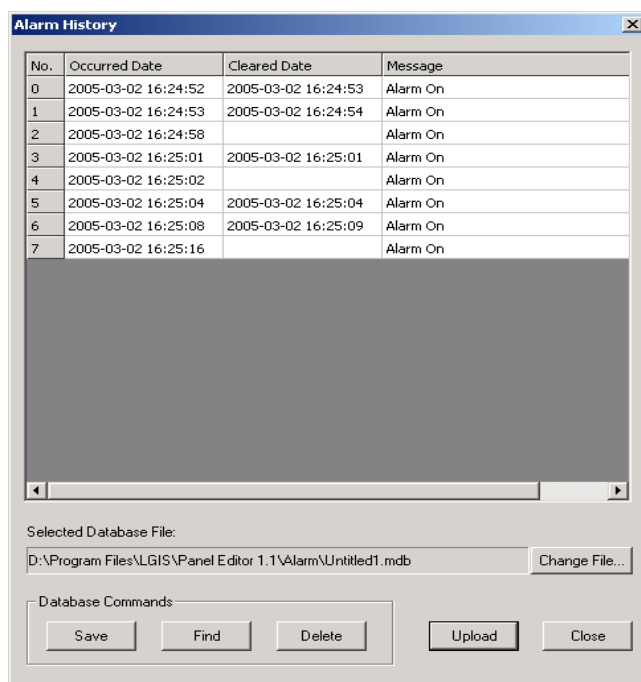 Alarm History
No. Occurred Date Cleared Date Message
0 2005-03-02 16:24:52 2005-03-02 16:24:53 Alarm On
1 2005-03-02 16:24:53 2005-03-02 16:24:54 Alarm On
2 2005-03-02 16:24:58 Alarm On
3 2005-03-02 16:25:01 2005-03-02 16:25:01 Alarm On
4 2005-03-02 16:25:02 Alarm On
5 2005-03-02 16:25:04 2005-03-02 16:25:04 Alarm On
6 2005-03-02 16:25:08 2005-03-02 16:25:09 Alarm On
7 2005-03-02 16:25:16 Alarm On
Selected Database File:
D:\Program Files\LGIS\Panel Editor 1.1\Alarm\Untitled1.mdb Change File...
Database Commands
Save Find Delete Upload Close